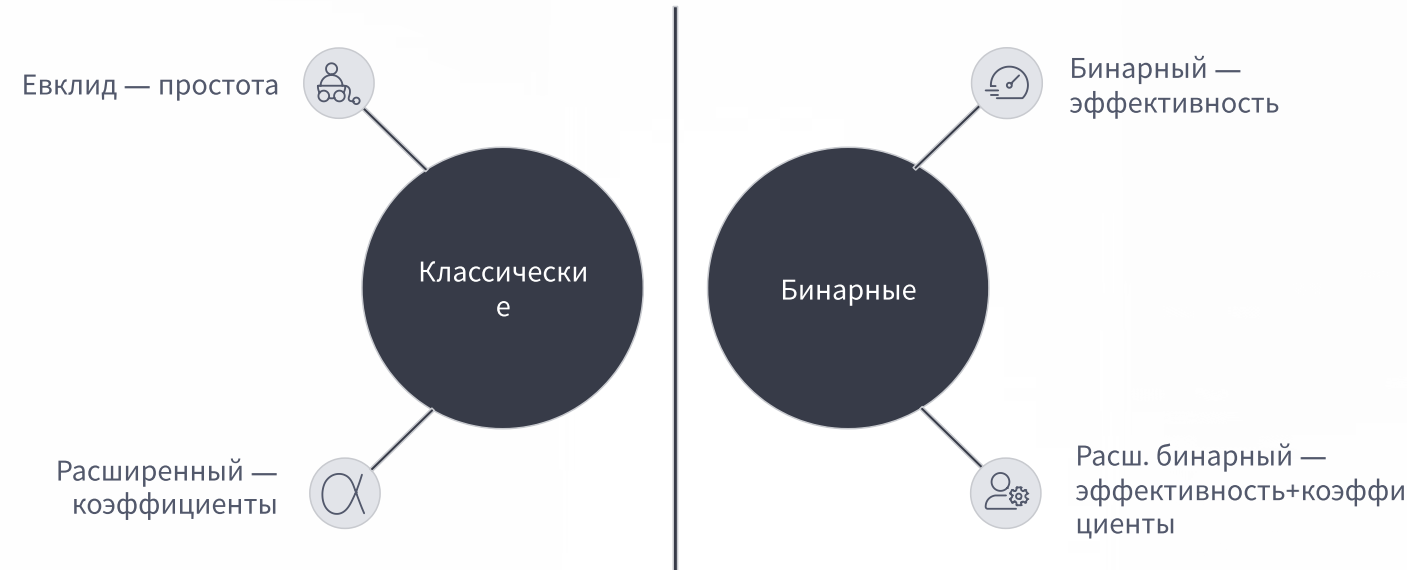 Евклид — простота
Классически
е
Расширенный —
коэффициенты
Бинарный —
эффективность
Бинарные
Расш. бинарный —
эффективность+коэффи
циенты